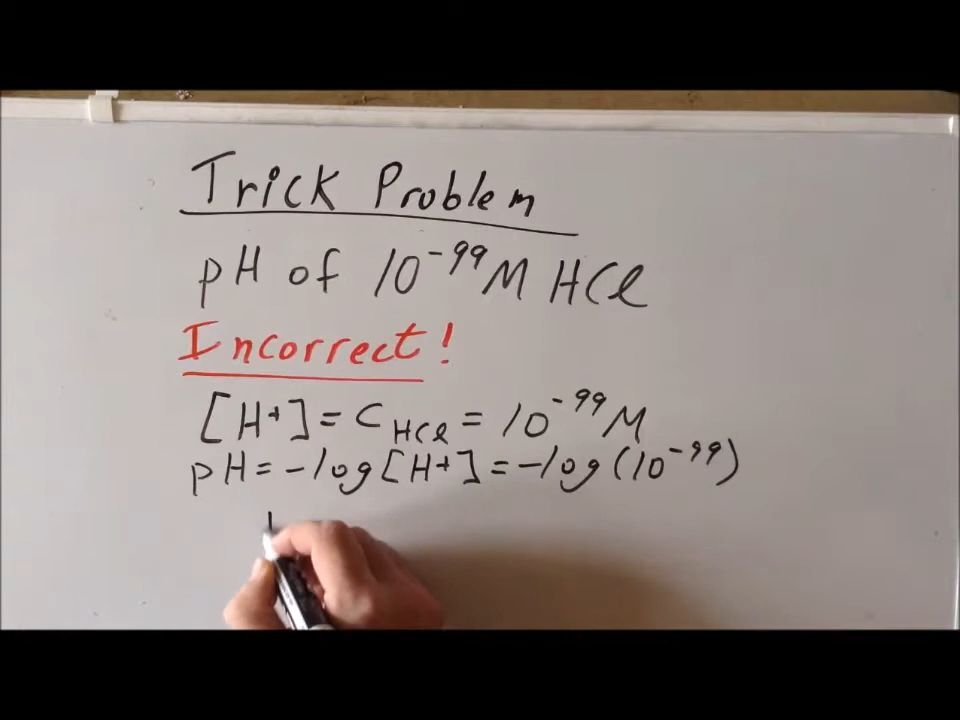 Trick Problem
pH of 10⁻⁹⁹ M HCl
Incorrect!
[H+] = C_HCl = 10⁻⁹⁹ M
pH = -log[H+] = -log(10⁻⁹⁹)